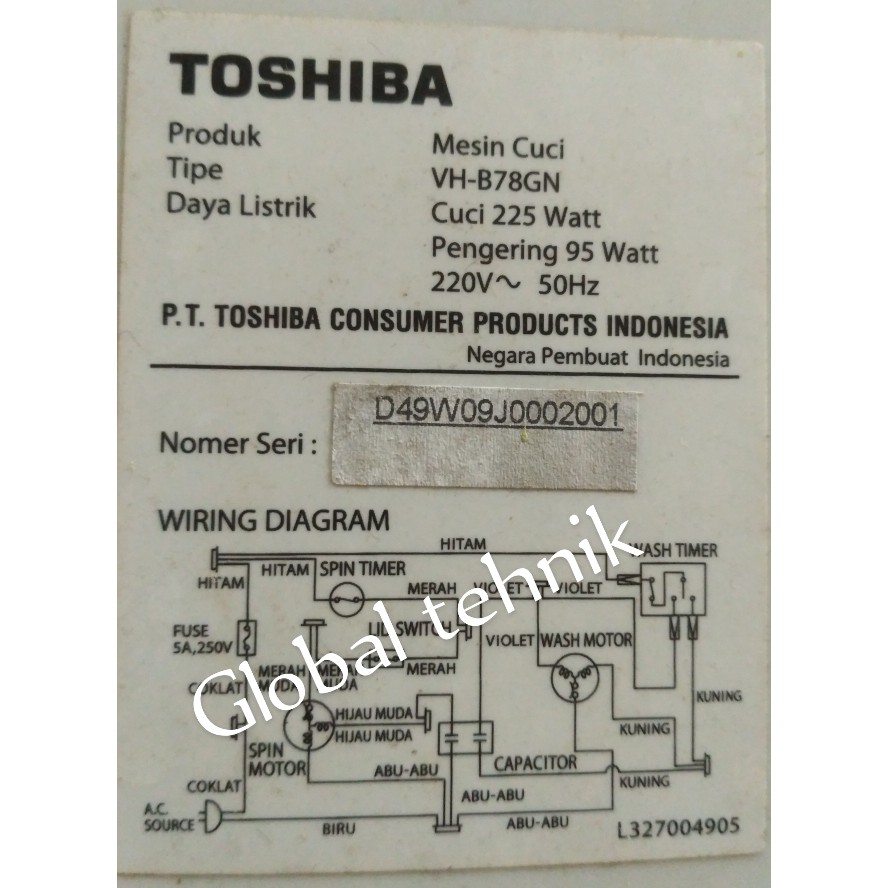 TOSHIBA
Produk Mesin Cuci
Tipe VH-B78GN
Daya Listrik Cuci 225 Watt
Pengering 95 Watt
220V~ 50Hz
P.T. TOSHIBA CONSUMER PRODUCTS INDONESIA
Negara Pembuat Indonesia
Nomer Seri : D49W09J0002001
WIRING DIAGRAM
HITAM
WASH TIMER
HITAM
HITAM
SPIN TIMER
MERAH
VIOLET
VIOLET
FUSE
5A,250V
SWITCH
VIOLET
WASH MOTOR
MERAH
MUDA
MUDA
MERAH
COKLAT
KUNING
HIJAU MUDA
HIJAU MUDA
KUNING
SPIN
MOTOR
CAPACITOR
ABU-ABU
KUNING
COKLAT
ABU-ABU
A.C.
SOURCE
BIRU
ABU-ABU
L327004905
Global tehnik